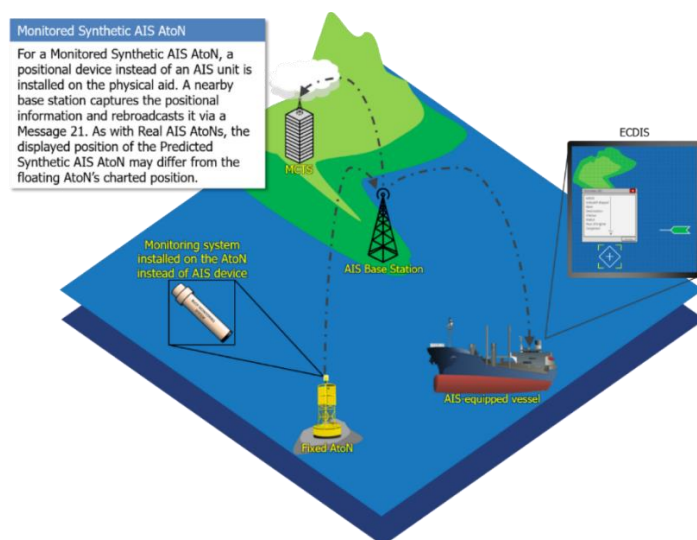 Monitored Synthetic AIS AtoN
For a Monitored Synthetic AIS AtoN, a
positional device instead of an AIS unit is
installed on the physical aid. A nearby
base station captures the positional
information and rebroadcasts it via a
Message 21. As with Real AIS AtoNs, the
displayed position of the Predicted
Synthetic AIS AtoN may differ from the
floating AtoN's charted position.
ECDIS
MCTS
AIS Base Station
Monitoring system
installed on the AtoN
instead of AIS device
AIS equipped vessel
Fixed AtoN